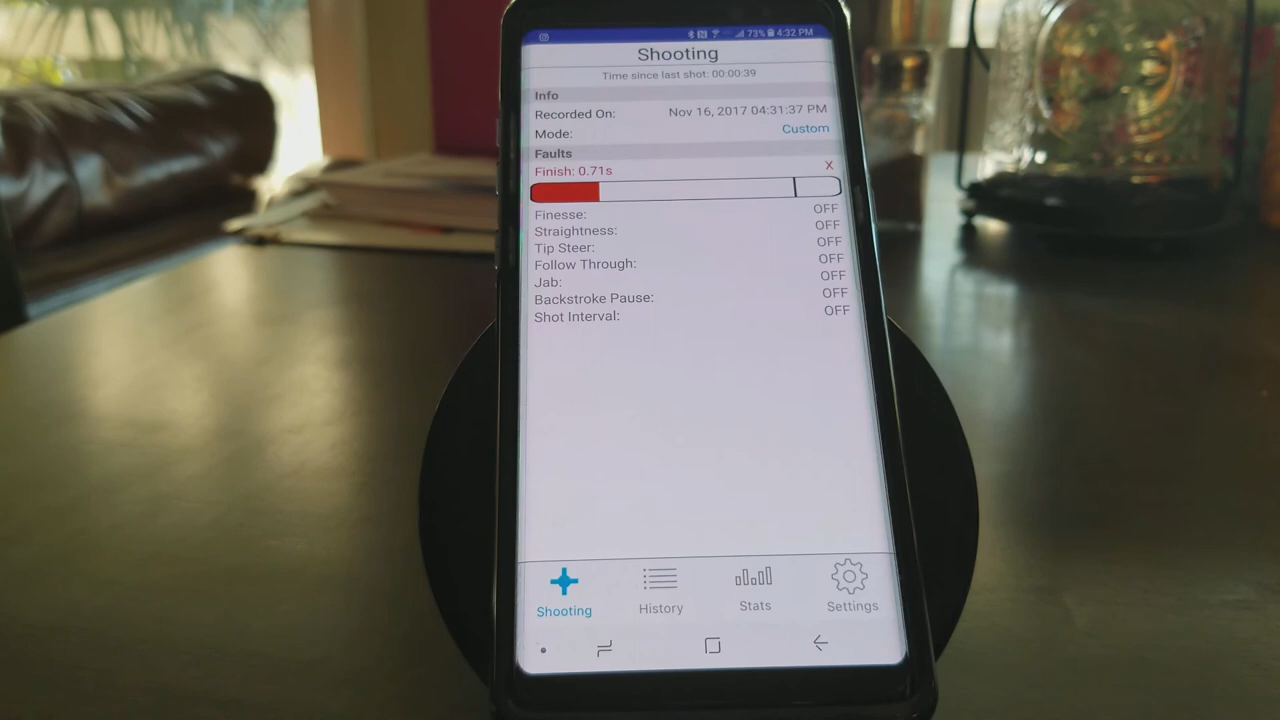 73% 4:32 PM
Shooting
Time since last shot: 00:00:39
Info
Recorded On: Nov 16, 2017 04:31:37 PM
Mode: Custom
Faults
Finish: 0.71s X
Finesse: OFF
Straightness: OFF
Tip Steer: OFF
Follow Through: OFF
Jab: OFF
Backstroke Pause: OFF
Shot Interval: OFF
Shooting History Stats Settings